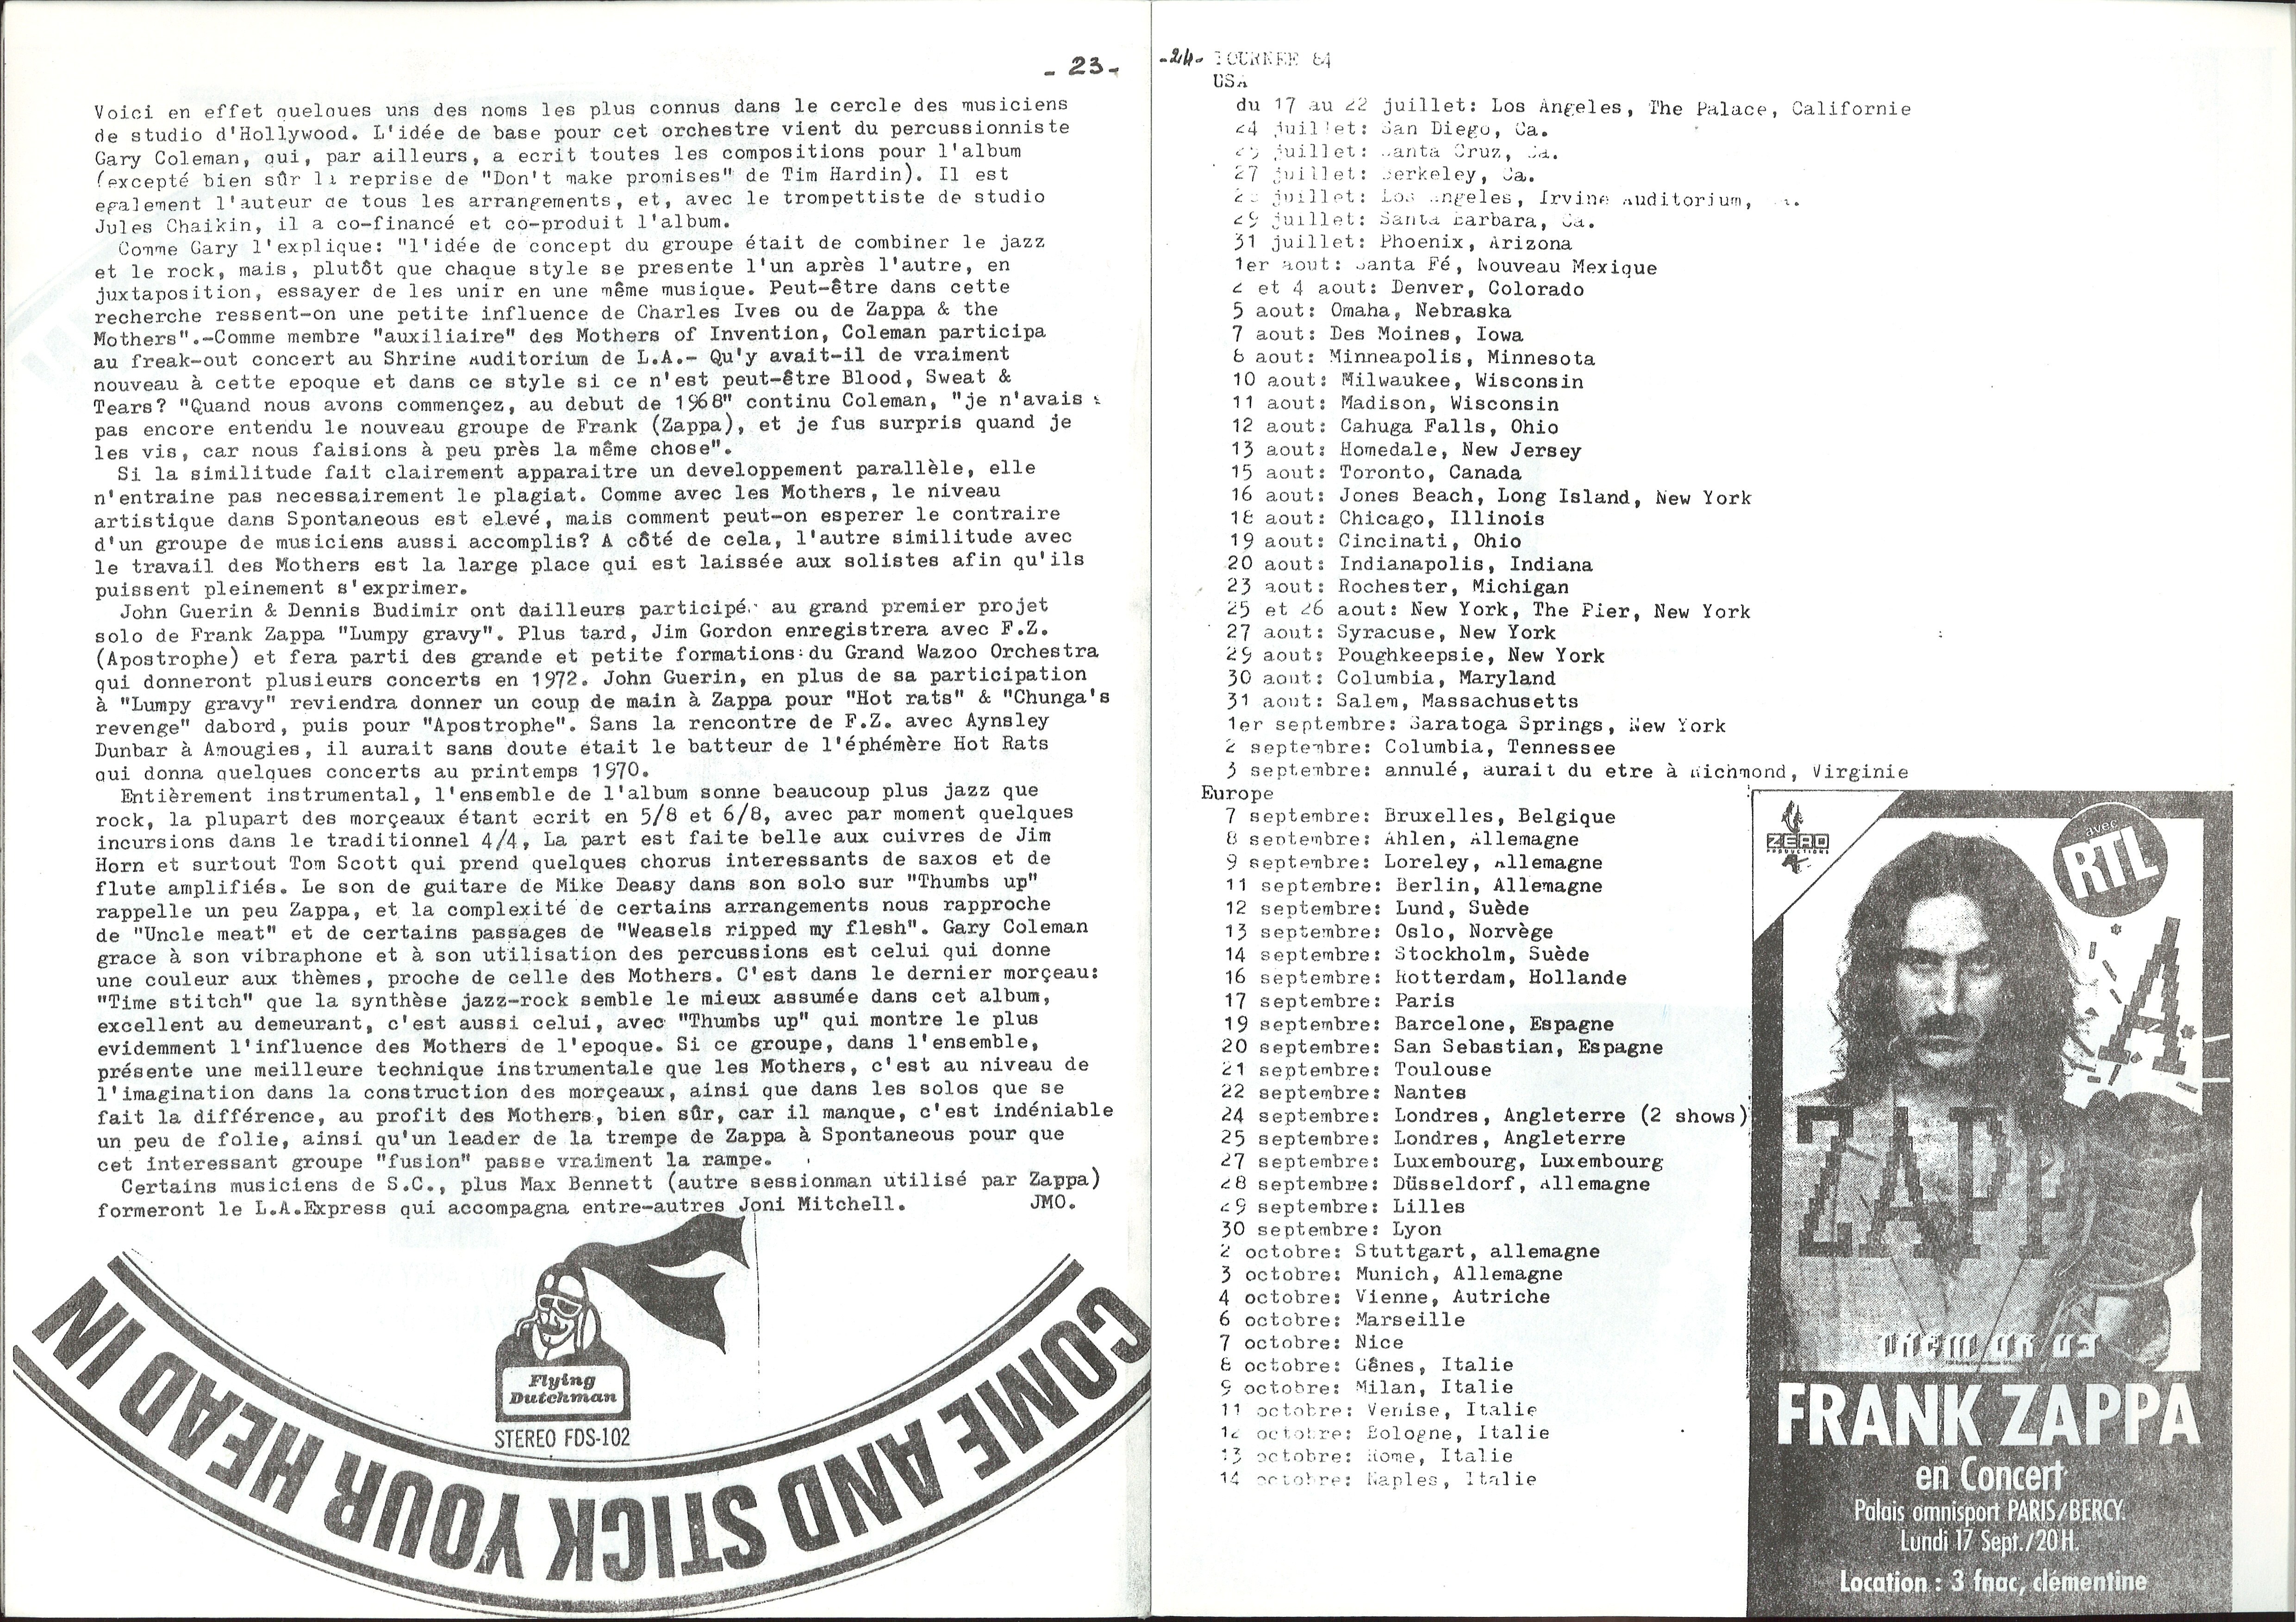 - 23 -
Voici en effet quelques uns des noms les plus connus dans le cercle des musiciens
de studio d'Hollywood. L'idée de base pour cet orchestre vient du percussionniste
Gary Coleman, qui, par ailleurs, a ecrit toutes les compositions pour l'album
(excepté bien sûr la reprise de "Don't make promises" de Tim Hardin). Il est
egalement l'auteur de tous les arrangements, et, avec le trompettiste de studio
Jules Chaikin, il a co-financé et co-produit l'album.
Comme Gary l'explique: "l'idée de concept du groupe était de combiner le jazz
et le rock, mais, plutôt que chaque style se presente l'un après l'autre, en
juxtaposition, essayer de les unir en une même musique. Peut-être dans cette
recherche ressent-on une petite influence de Charles Ives ou de Zappa & the
Mothers".-Comme membre "auxiliaire" des Mothers of Invention, Coleman participa
au freak-out concert au Shrine Auditorium de L.A.- Qu'y avait-il de vraiment
nouveau à cette epoque et dans ce style si ce n'est peut-être Blood, Sweat &
Tears? "Quand nous avons commençez, au debut de 1968" continu Coleman, "je n'avais
pas encore entendu le nouveau groupe de Frank (Zappa), et je fus surpris quand je
les vis, car nous faisions à peu près la même chose".
Si la similitude fait clairement apparaitre un developpement parallèle, elle
n'entraine pas necessairement le plagiat. Comme avec les Mothers, le niveau
artistique dans Spontaneous est elevé, mais comment peut-on esperer le contraire
d'un groupe de musiciens aussi accomplis? A côté de cela, l'autre similitude avec
le travail des Mothers est la large place qui est laissée aux solistes afin qu'ils
puissent pleinement s'exprimer.
John Guerin & Dennis Budimir ont dailleurs participé au grand premier projet
solo de Frank Zappa "Lumpy gravy". Plus tard, Jim Gordon enregistrera avec F.Z.
(Apostrophe) et fera parti des grande et petite formations du Grand Wazoo Orchestra
qui donneront plusieurs concerts en 1972. John Guerin, en plus de sa participation
à "Lumpy gravy" reviendra donner un coup de main à Zappa pour "Hot rats" & "Chunga's
revenge" dabord, puis pour "Apostrophe". Sans la rencontre de F.Z. avec Aynsley
Dunbar à Amougies, il aurait sans doute était le batteur de l'éphémère Hot Rats
qui donna quelques concerts au printemps 1970.
Entièrement instrumental, l'ensemble de l'album sonne beaucoup plus jazz que
rock, la plupart des morçeaux étant ecrit en 5/8 et 6/8, avec par moment quelques
incursions dans le traditionnel 4/4, La part est faite belle aux cuivres de Jim
Horn et surtout Tom Scott qui prend quelques chorus interessants de saxos et de
flute amplifiés. Le son de guitare de Mike Deasy dans son solo sur "Thumbs up"
rappelle un peu Zappa, et la complexité de certains arrangements nous rapproche
de "Uncle meat" et de certains passages de "Weasels ripped my flesh". Gary Coleman
grace à son vibraphone et à son utilisation des percussions est celui qui donne
une couleur aux thèmes, proche de celle des Mothers. C'est dans le dernier morçeau:
"Time stitch" que la synthèse jazz-rock semble le mieux assumée dans cet album,
excellent au demeurant, c'est aussi celui, avec "Thumbs up" qui montre le plus
evidemment l'influence des Mothers de l'epoque. Si ce groupe, dans l'ensemble,
présente une meilleure technique instrumentale que les Mothers, c'est au niveau de
l'imagination dans la construction des morçeaux, ainsi que dans les solos que se
fait la différence, au profit des Mothers, bien sûr, car il manque, c'est indéniable
un peu de folie, ainsi qu'un leader de la trempe de Zappa à Spontaneous pour que
cet interessant groupe "fusion" passe vraiment la rampe.
Certains musiciens de S.C., plus Max Bennett (autre sessionman utilisé par Zappa)
formeront le L.A.Express qui accompagna entre-autres Joni Mitchell. JMO.
Flying
Dutchman
STEREO FDS-102
COME AND STICK YOUR HEAD IN
-24- TOURNEE 84
USA
du 17 au 22 juillet: Los Angeles, The Palace, Californie
24 juillet: San Diego, Ca.
juillet: Santa Cruz, Ca.
27 juillet: Berkeley, Ca.
juillet: Los Angeles, Irvine Auditorium,
29 juillet: Santa Barbara, Ca.
31 juillet: Phoenix, Arizona
1er aout: Santa Fé, Nouveau Mexique
2 et 4 aout: Denver, Colorado
5 aout: Omaha, Nebraska
7 aout: Des Moines, Iowa
8 aout: Minneapolis, Minnesota
10 aout: Milwaukee, Wisconsin
11 aout: Madison, Wisconsin
12 aout: Cahuga Falls, Ohio
13 aout: Homedale, New Jersey
15 aout: Toronto, Canada
16 aout: Jones Beach, Long Island, New York
18 aout: Chicago, Illinois
19 aout: Cincinati, Ohio
20 aout: Indianapolis, Indiana
23 aout: Rochester, Michigan
25 et 26 aout: New York, The Pier, New York
27 aout: Syracuse, New York
29 aout: Poughkeepsie, New York
30 aout: Columbia, Maryland
31 aout: Salem, Massachusetts
1er septembre: Saratoga Springs, New York
2 septembre: Columbia, Tennessee
3 septembre: annulé, aurait du etre à Richmond, Virginie
Europe
7 septembre: Bruxelles, Belgique
8 septembre: Ahlen, Allemagne
9 septembre: Loreley, Allemagne
11 septembre: Berlin, Allemagne
12 septembre: Lund, Suède
13 septembre: Oslo, Norvège
14 septembre: Stockholm, Suède
16 septembre: Rotterdam, Hollande
17 septembre: Paris
19 septembre: Barcelone, Espagne
20 septembre: San Sebastian, Espagne
21 septembre: Toulouse
22 septembre: Nantes
24 septembre: Londres, Angleterre (2 shows)
25 septembre: Londres, Angleterre
27 septembre: Luxembourg, Luxembourg
28 septembre: Düsseldorf, Allemagne
29 septembre: Lilles
30 septembre: Lyon
2 octobre: Stuttgart, allemagne
3 octobre: Munich, Allemagne
4 octobre: Vienne, Autriche
6 octobre: Marseille
7 octobre: Nice
8 octobre: Gênes, Italie
9 octobre: Milan, Italie
11 octobre: Venise, Italie
12 octobre: Bologne, Italie
13 octobre: Rome, Italie
14 octobre: Naples, Italie
ZERO
PRODUCTIONS
avec
RTL
ZAPPA
THEM OR US
FRANK ZAPPA
en Concert
Palais omnisport PARIS/BERCY.
Lundi 17 Sept./20H.
Location : 3 fnac, clémentine